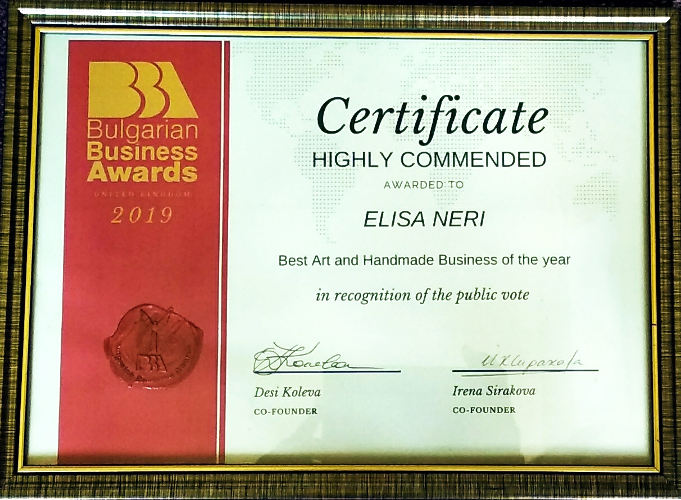 BBA
Bulgarian
Business
Awards
UNITED KINGDOM
2019
BBA
Certificate
HIGHLY COMMENDED
AWARDED TO
ELISA NERI
Best Art and Handmade Business of the year
in recognition of the public vote
Desi Koleva
CO-FOUNDER
Irena Sirakova
CO-FOUNDER